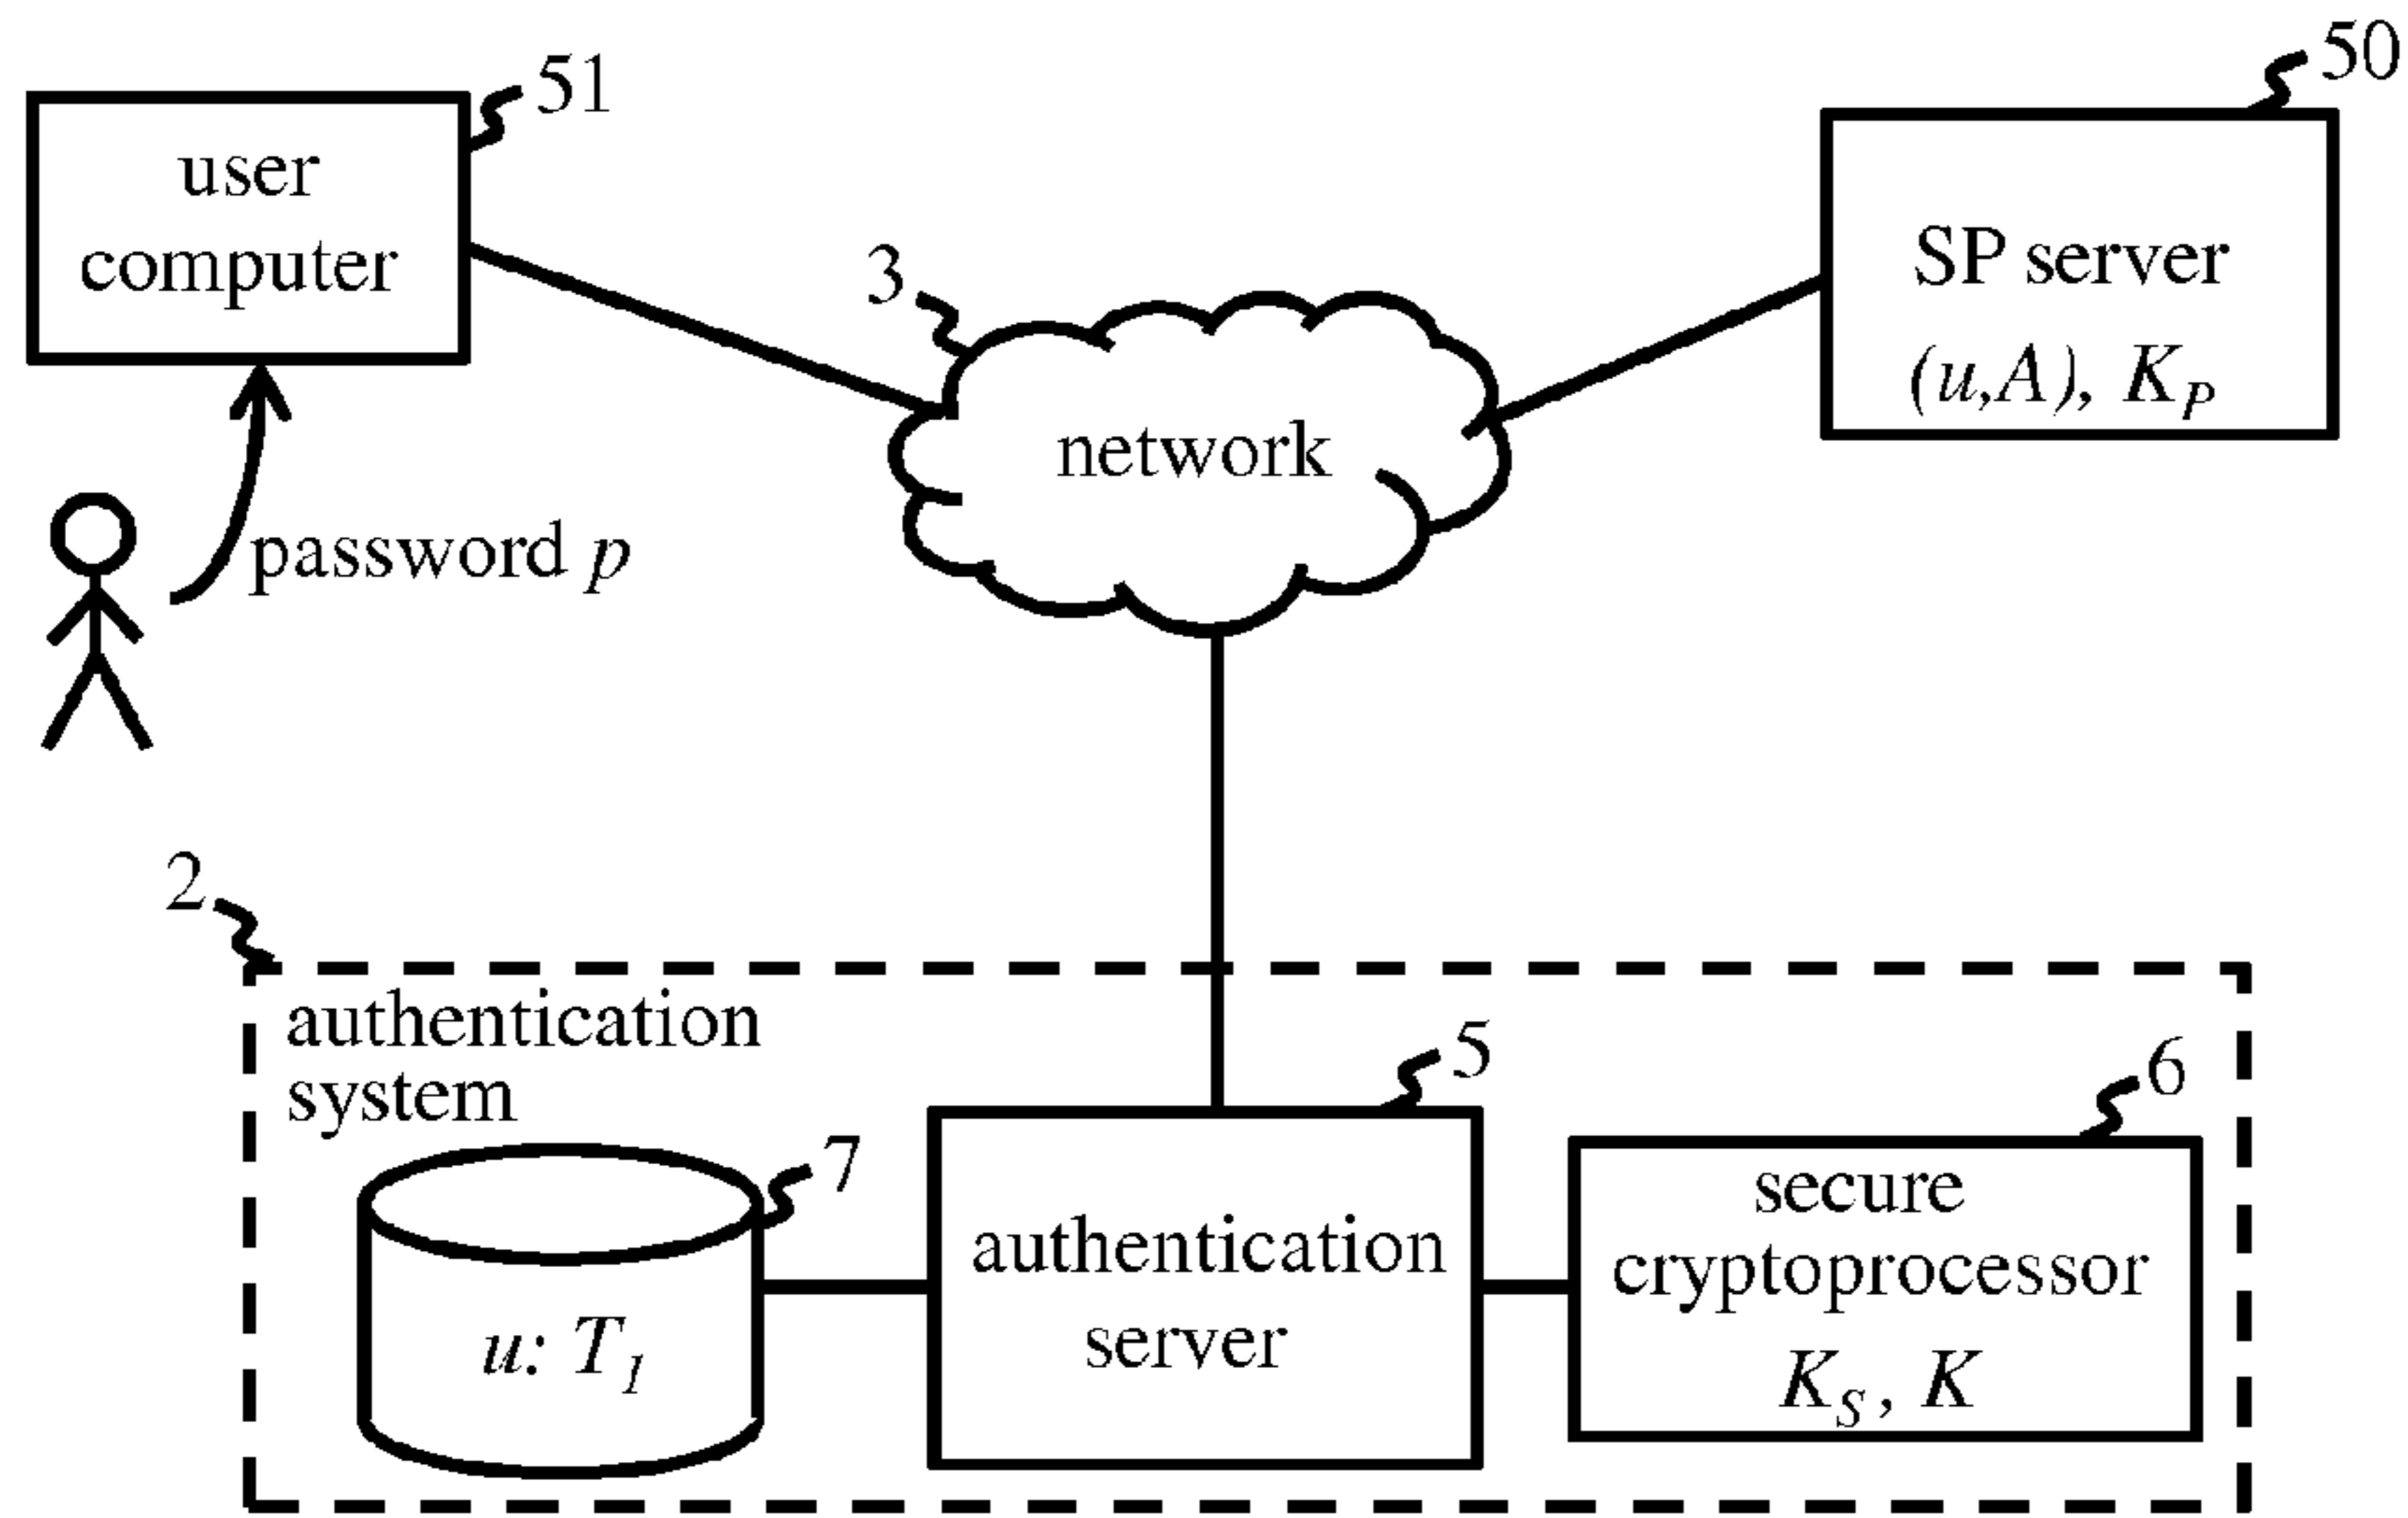 51
user
computer
50
SP server
(u,A), K_P
3
network
password p
2
authentication
system
5
6
7
authentication
server
secure
cryptoprocessor
K_S, K
u: T_1